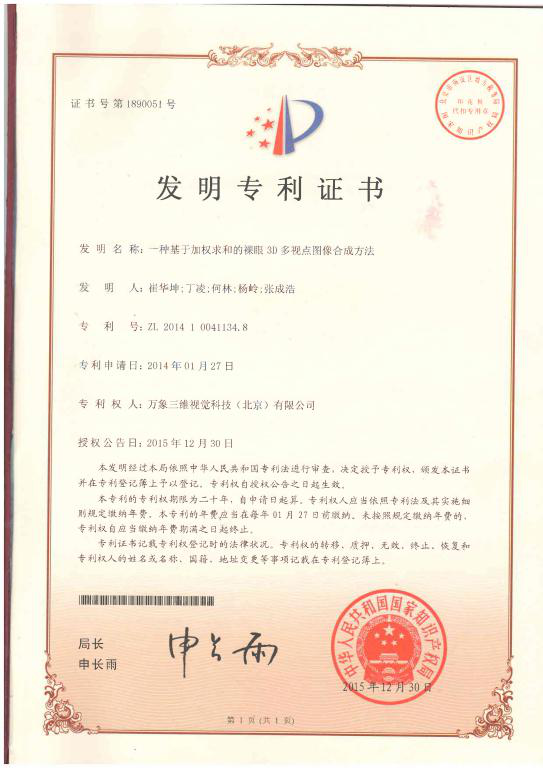 证书号第1890051号
印花税
代扣专用章
发明专利证书
发明名称：一种基于加权求和的裸眼3D多视点图像合成方法
发明人：崔华坤;丁凌;何林;杨岭;张成浩
专利号：ZL 2014 1 0041134.8
专利申请日：2014年01月27日
专利权人：万象三维视觉科技（北京）有限公司
授权公告日：2015年12月30日
本发明经过本局依照中华人民共和国专利法进行审查，决定授予专利权，颁发本证书
并在专利登记簿上予以登记。专利权自授权公告之日起生效。
本专利的专利权期限为二十年，自申请日起算。专利权人应当依照专利法及其实施细
则规定缴纳年费。本专利的年费应当在每年01月27日前缴纳。未按照规定缴纳年费的，
专利权自应当缴纳年费期满之日起终止。
专利证书记载专利权登记时的法律状况。专利权的转移、质押、无效、终止、恢复和
专利权人的姓名或名称、国籍、地址变更等事项记载在专利登记簿上。
局长
申长雨
申长雨
中华人民共和国国家知识产权局
2015年12月30日
第1页（共1页）